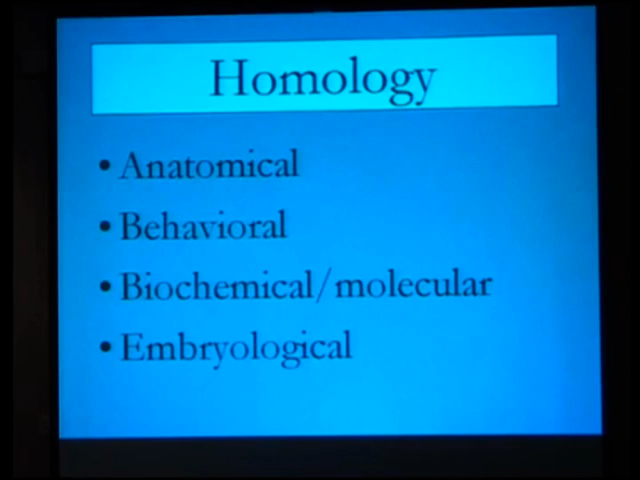 Homology
• Anatomical
• Behavioral
• Biochemical/molecular
• Embryological